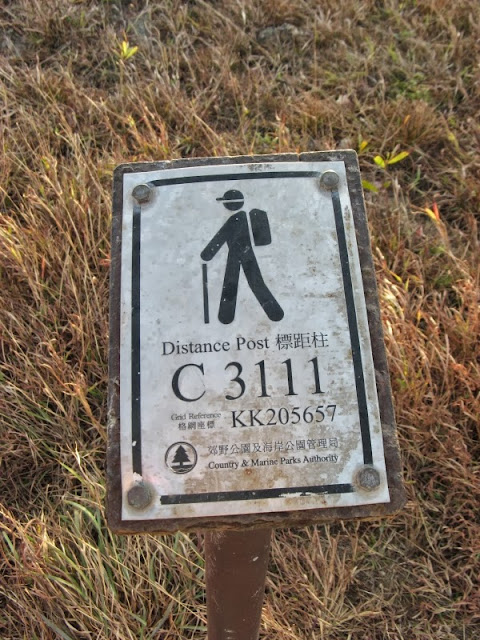 Distance Post 標距柱
C 3111
Grid Reference
格網座標
KK205657
郊野公園及海岸公園管理局
Country & Marine Parks Authority